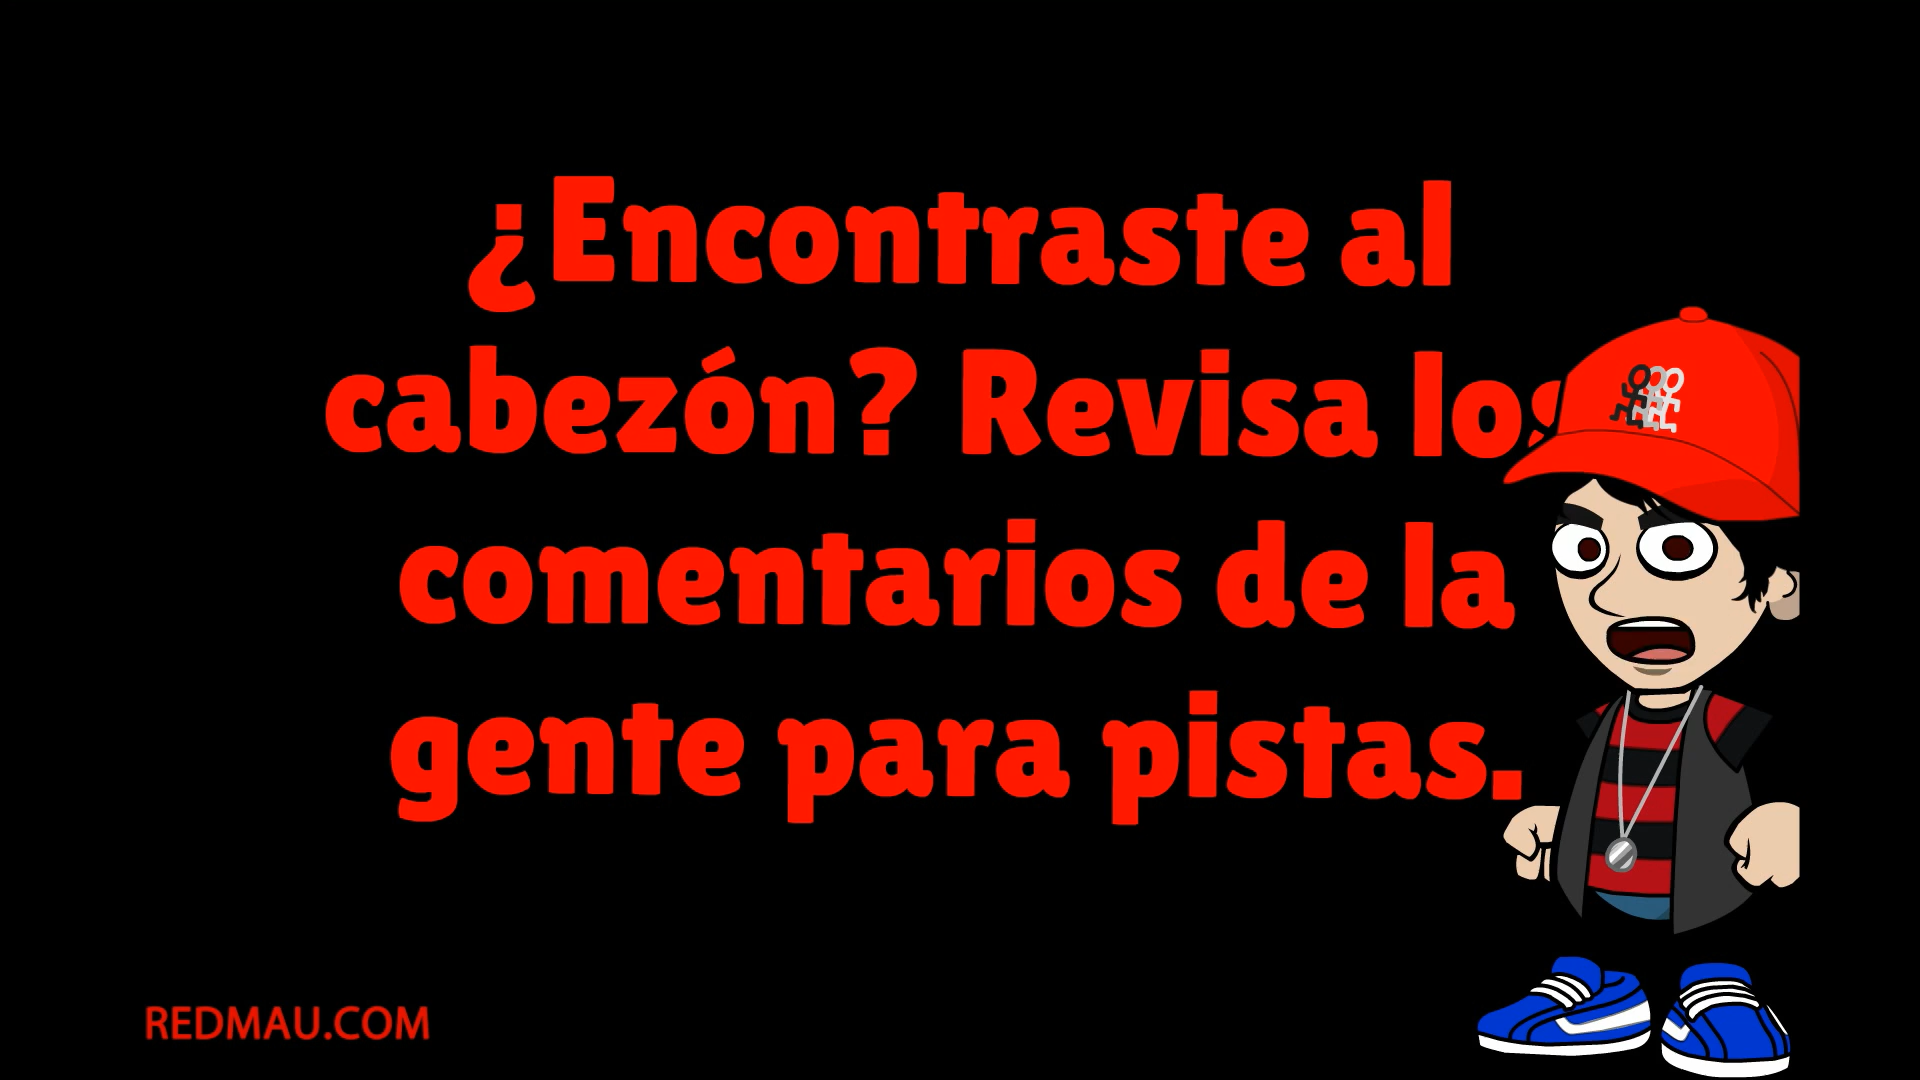 ¿Encontraste al
cabezón? Revisa los
comentarios de la
gente para pistas.
REDMAU.COM